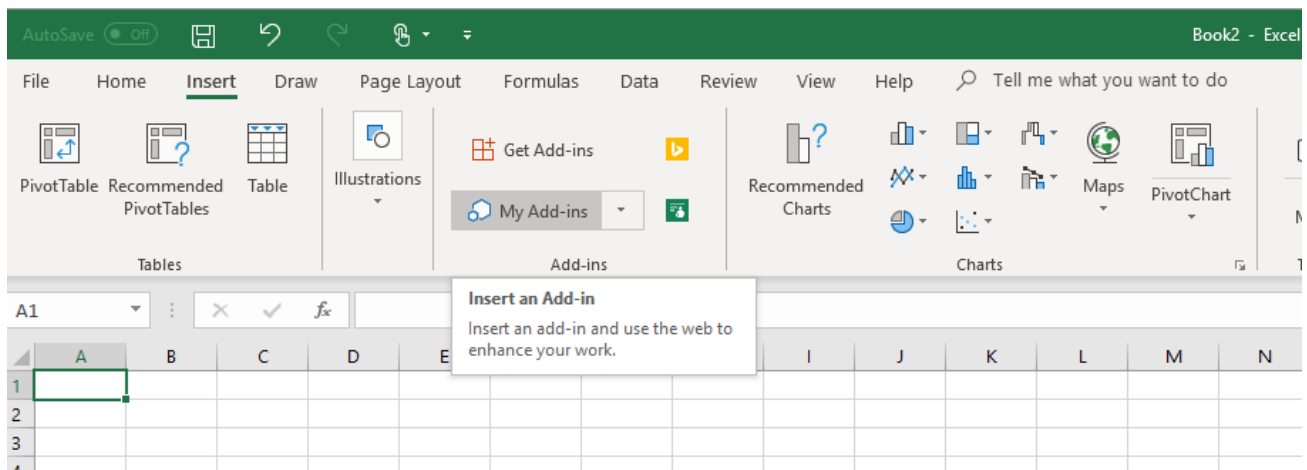 AutoSave Off Book2 - Excel
File Home Insert Draw Page Layout Formulas Data Review View Help Tell me what you want to do
PivotTable
Recommended
PivotTables
Table
Illustrations
Get Add-ins
My Add-ins
Recommended
Charts
Maps
PivotChart
Tables
Add-ins
Charts
A1 fx
Insert an Add-in
Insert an add-in and use the web to
enhance your work.
A B C D E I J K L M N
1
2
3